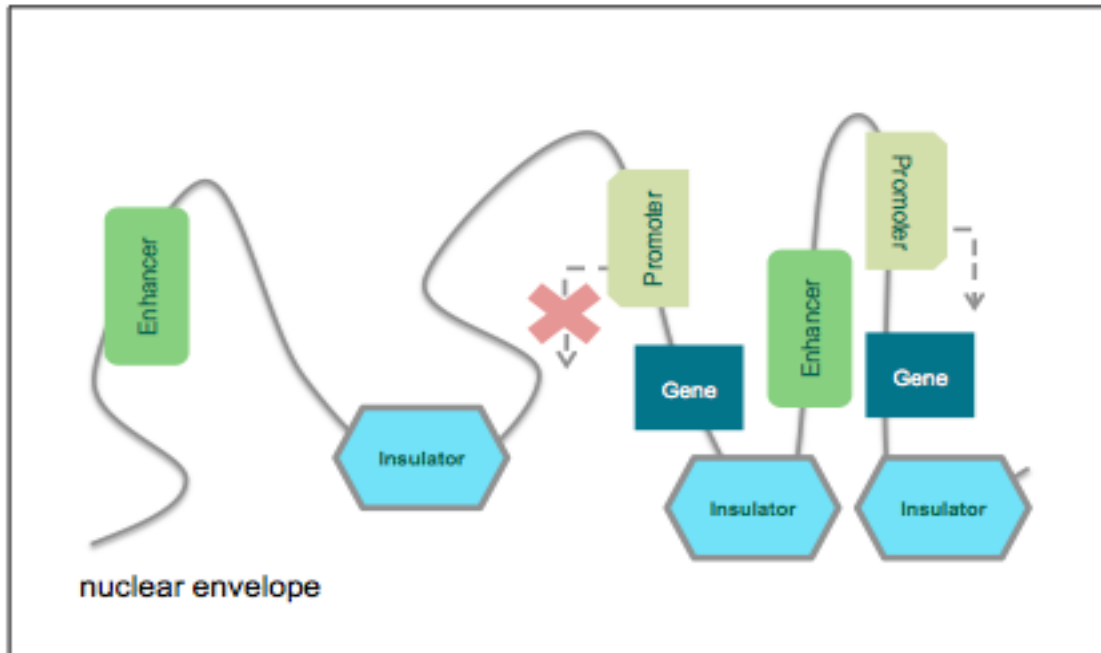 Enhancer
Insulator
Promoter
Gene
Insulator
Enhancer
Promoter
Gene
Insulator
nuclear envelope